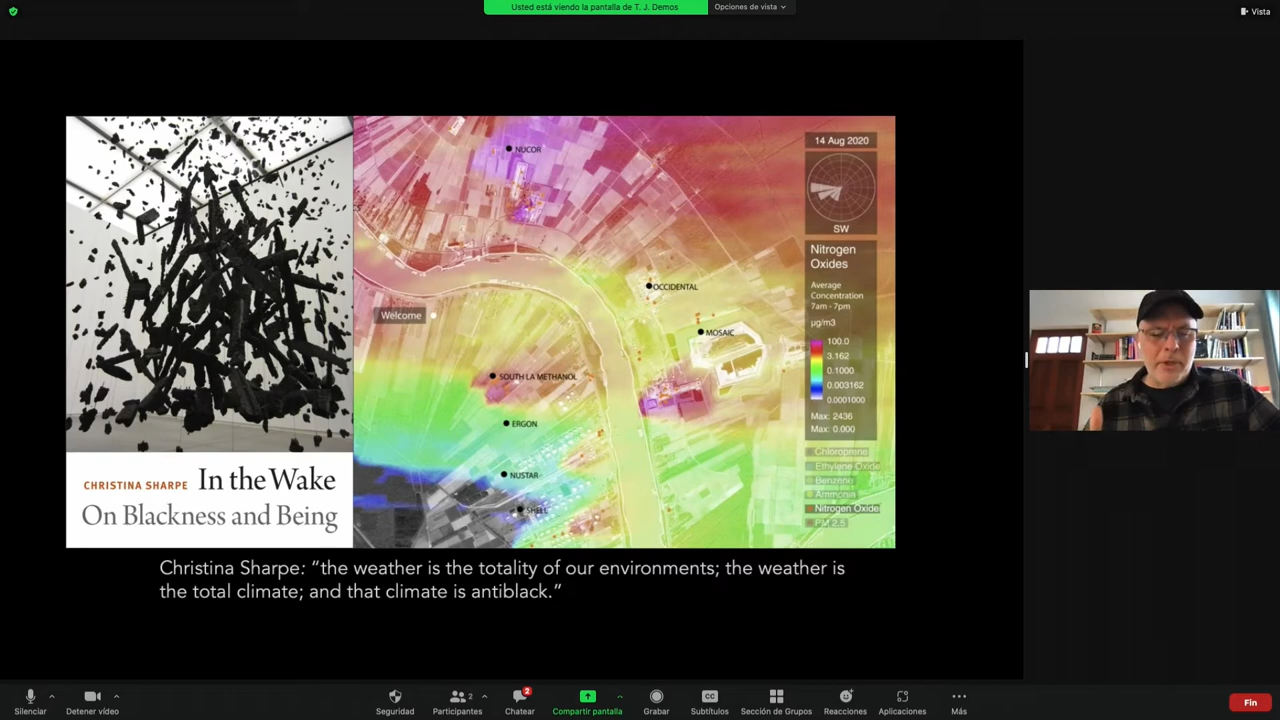 Usted está viendo la pantalla de T. J. Demos
Opciones de vista
Vista
14 Aug 2020
NUCOR
SW
Nitrogen
Oxides
OCCIDENTAL
Average
Concentration
7am - 7pm
Welcome
µg/m3
MOSAIC
100.0
3.162
0.1000
0.003162
0.0001000
SOUTH LA METHANOL
Max: 2436
Max: 0.000
ERGON
Chloroprene
Ethylene Oxide
Benzene
Ammonia
Nitrogen Oxide
PM 2.5
NUSTAR
SHELL
CHRISTINA SHARPE In the Wake
On Blackness and Being
Christina Sharpe: “the weather is the totality of our environments; the weather is
the total climate; and that climate is antiblack.”
Silenciar
Detener vídeo
Seguridad
2
Participantes
2
Chatear
Compartir pantalla
Grabar
CC
Subtítulos
Sección de Grupos
Reacciones
Aplicaciones
Más
Fin